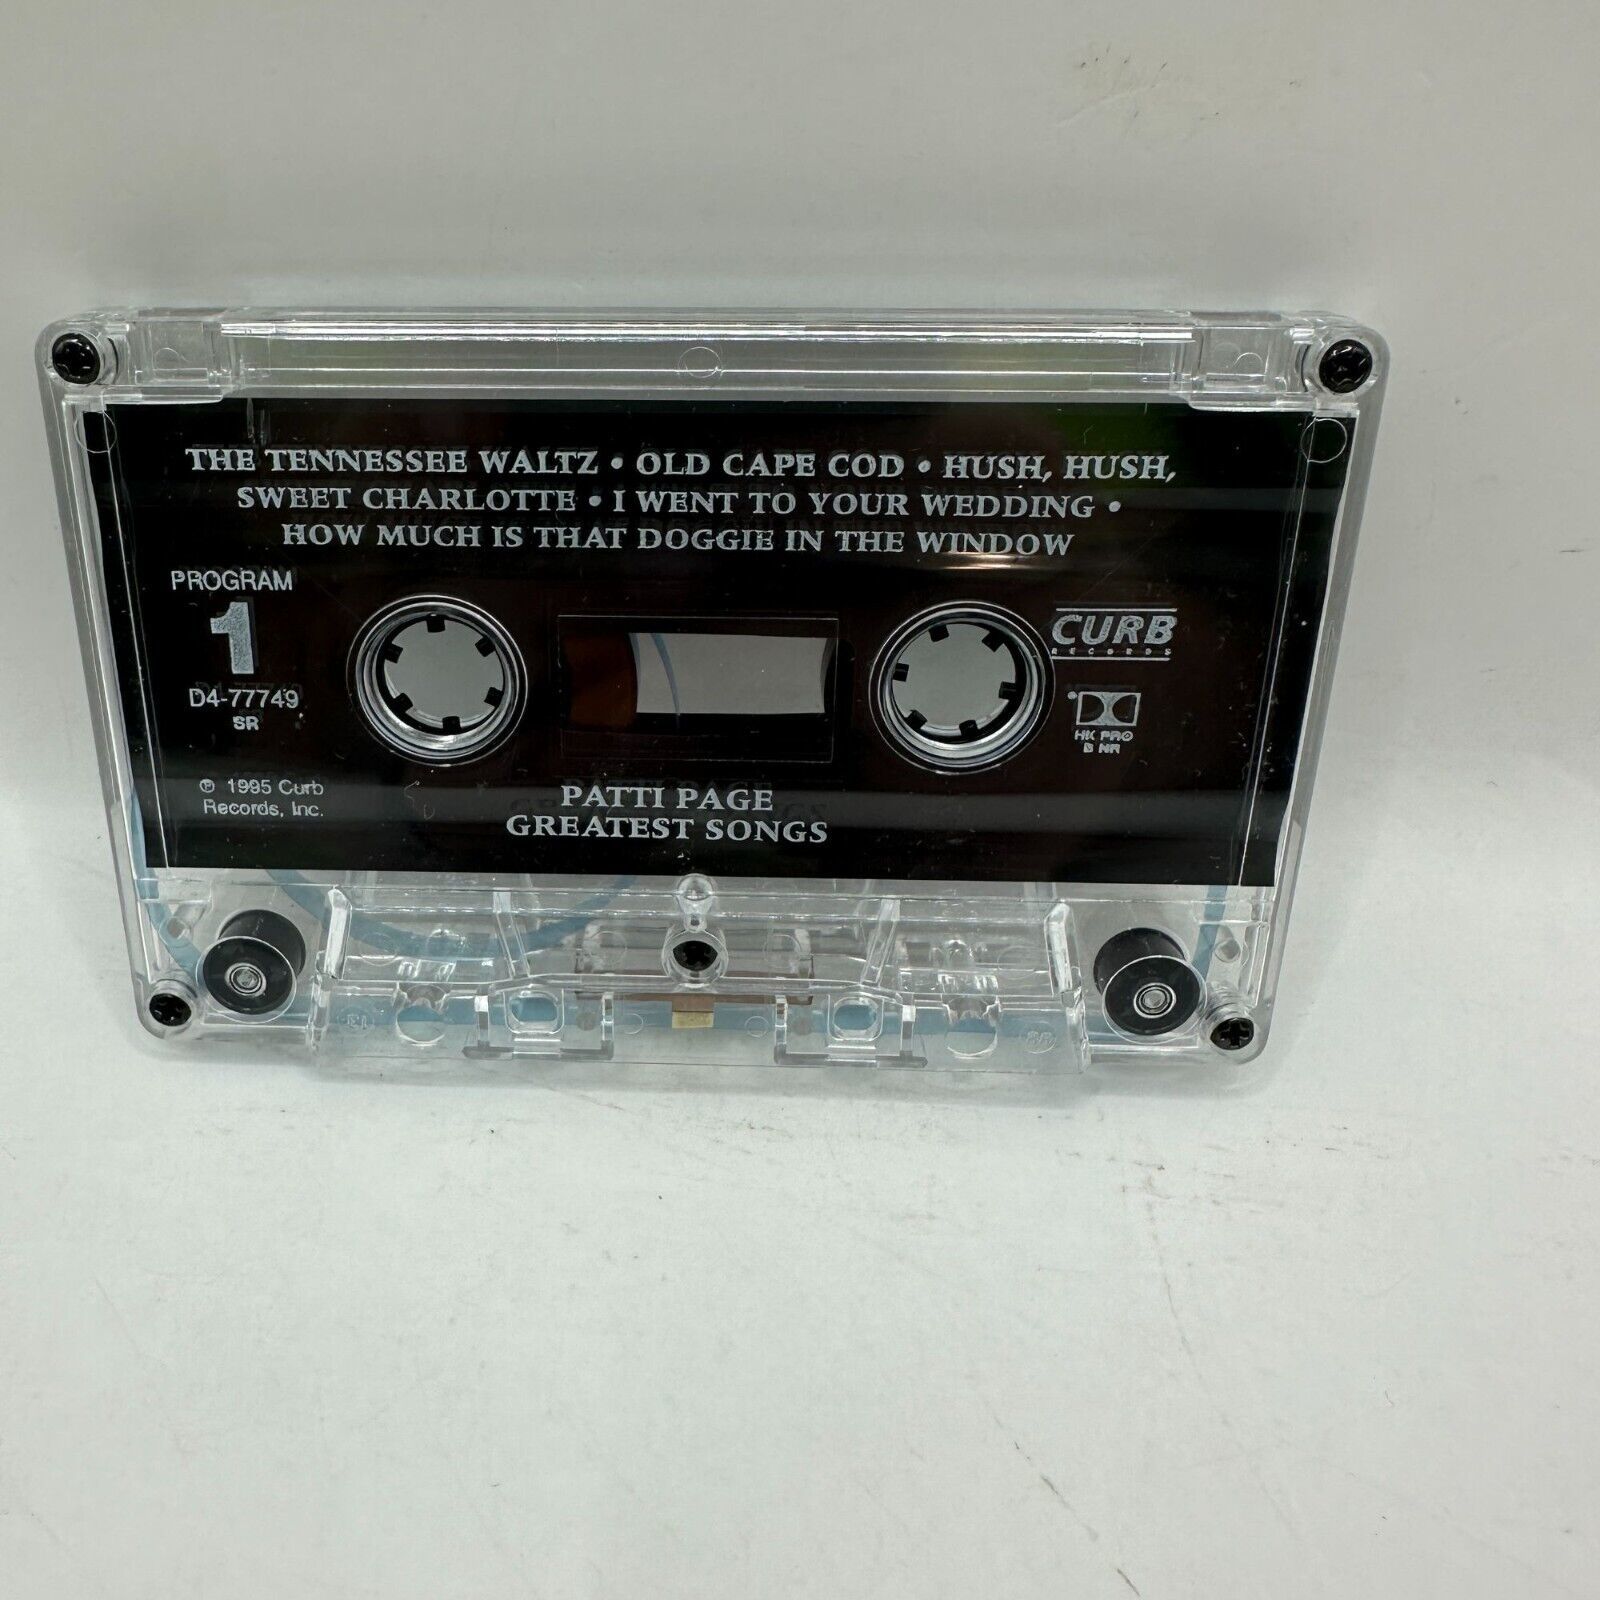 THE TENNESSEE WALTZ • OLD CAPE COD • HUSH, HUSH,
SWEET CHARLOTTE • I WENT TO YOUR WEDDING •
HOW MUCH IS THAT DOGGIE IN THE WINDOW
PROGRAM
1
D4-77749
SR
℗ 1995 Curb
Records, Inc.
CURB
RECORDS
HX PRO
B NR
PATTI PAGE
GREATEST SONGS